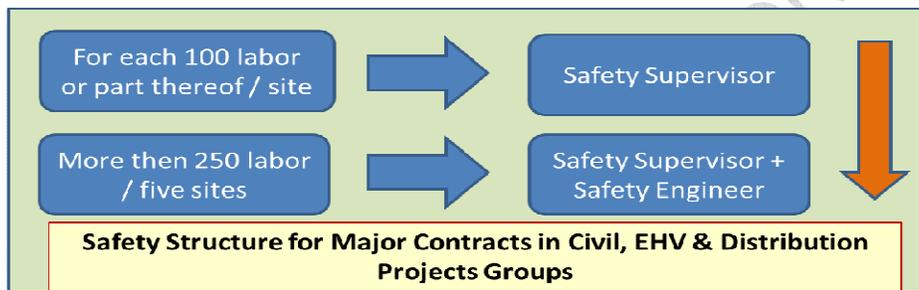 For each 100 labor
or part thereof / site
Safety Supervisor
More then 250 labor
/ five sites
Safety Supervisor +
Safety Engineer
Safety Structure for Major Contracts in Civil, EHV & Distribution
Projects Groups